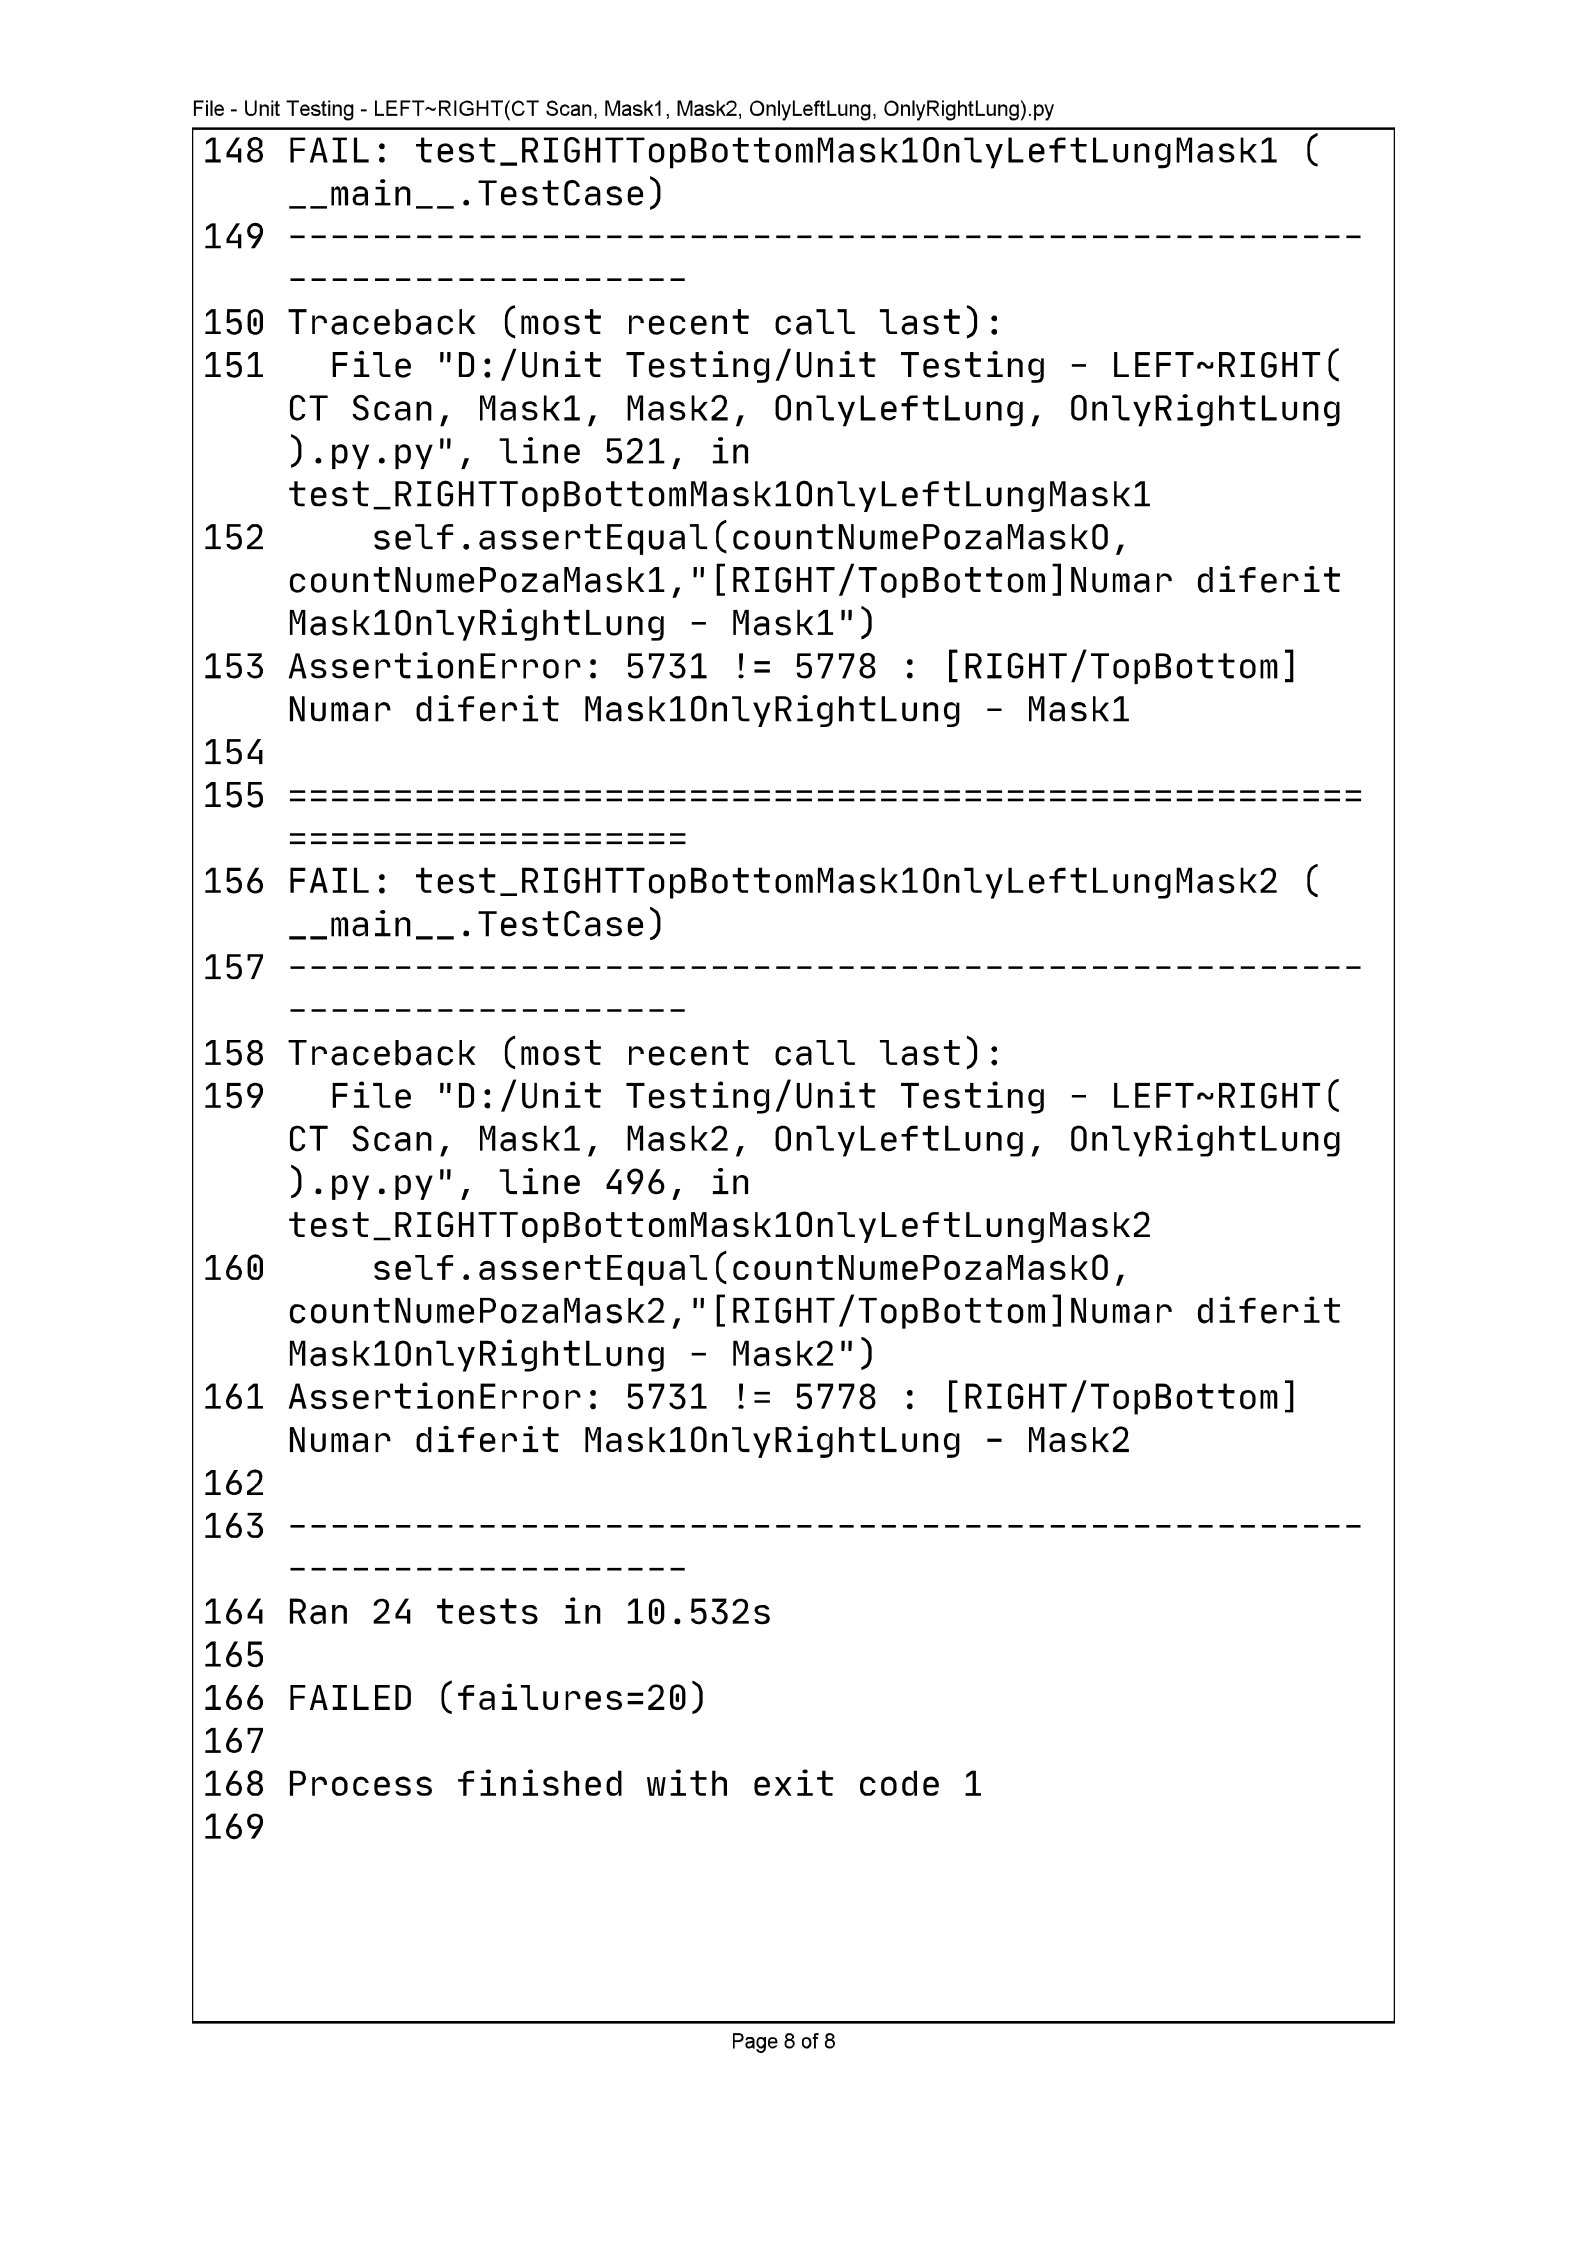 File - Unit Testing - LEFT~RIGHT(CT Scan, Mask1, Mask2, OnlyLeftLung, OnlyRightLung).py
148 FAIL: test_RIGHTTopBottomMask1OnlyLeftLungMask1 (
__main__.TestCase)
149 ---------------------------------------------------
-------------------
150 Traceback (most recent call last):
151   File "D:/Unit Testing/Unit Testing - LEFT~RIGHT(
CT Scan, Mask1, Mask2, OnlyLeftLung, OnlyRightLung
).py.py", line 521, in
test_RIGHTTopBottomMask1OnlyLeftLungMask1
152     self.assertEqual(countNumePozaMaskO,
countNumePozaMask1,"[RIGHT/TopBottom]Numar diferit
Mask1OnlyRightLung - Mask1")
153 AssertionError: 5731 != 5778 : [RIGHT/TopBottom]
Numar diferit Mask1OnlyRightLung - Mask1
154
155 ===================================================
===================
156 FAIL: test_RIGHTTopBottomMask1OnlyLeftLungMask2 (
__main__.TestCase)
157 ---------------------------------------------------
-------------------
158 Traceback (most recent call last):
159   File "D:/Unit Testing/Unit Testing - LEFT~RIGHT(
CT Scan, Mask1, Mask2, OnlyLeftLung, OnlyRightLung
).py.py", line 496, in
test_RIGHTTopBottomMask1OnlyLeftLungMask2
160     self.assertEqual(countNumePozaMaskO,
countNumePozaMask2,"[RIGHT/TopBottom]Numar diferit
Mask1OnlyRightLung - Mask2")
161 AssertionError: 5731 != 5778 : [RIGHT/TopBottom]
Numar diferit Mask1OnlyRightLung - Mask2
162
163 ---------------------------------------------------
-------------------
164 Ran 24 tests in 10.532s
165
166 FAILED (failures=20)
167
168 Process finished with exit code 1
169
Page 8 of 8